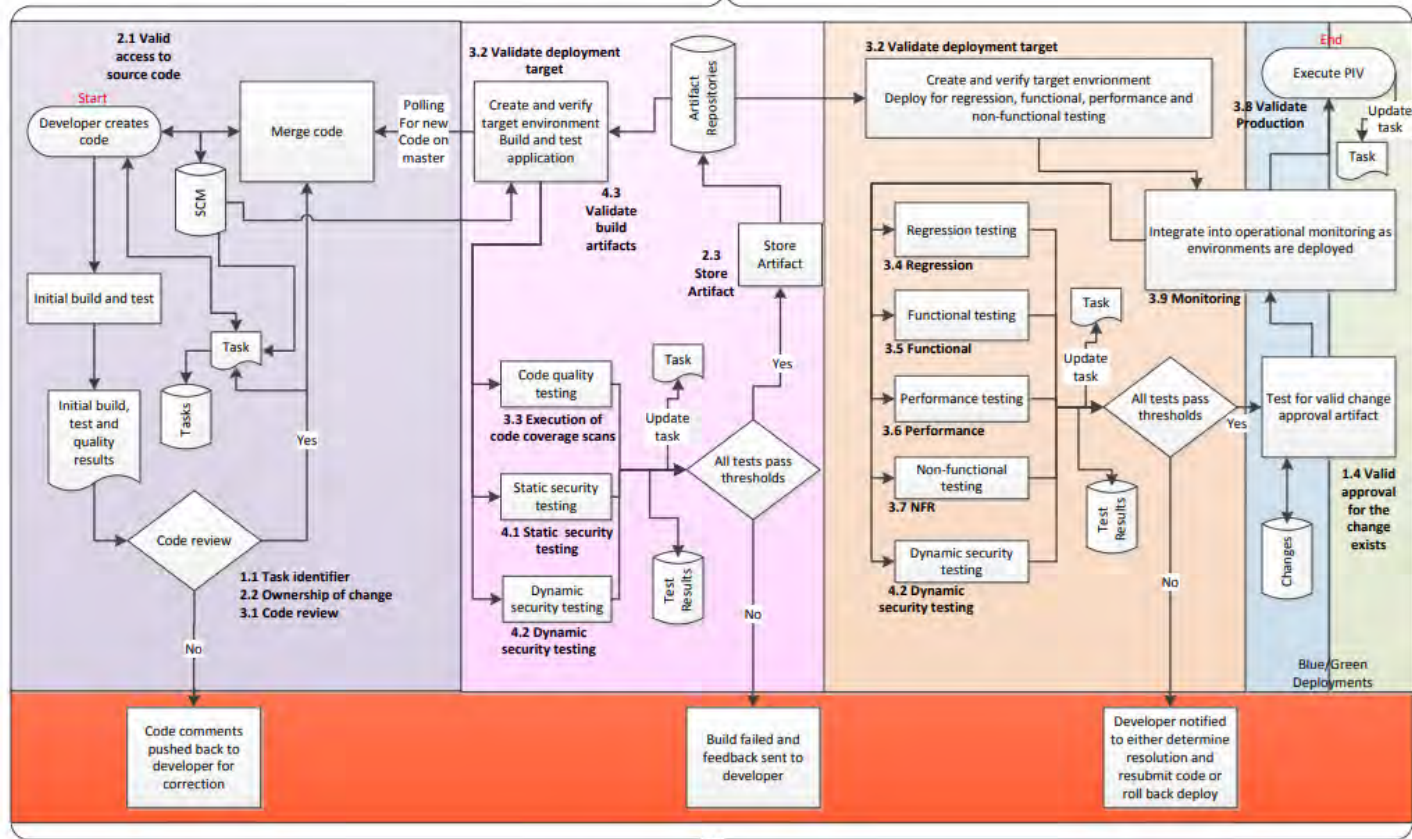 2.1 Valid
access to
source code
Start
Developer creates
code
Merge code
SCM
Initial build and test
Task
Tasks
Initial build,
test and
quality
results
Yes
Code review
1.1 Task identifier
2.2 Ownership of change
3.1 Code review
No
Code comments
pushed back to
developer for
correction
Polling
For new
Code on
master
3.2 Validate deployment
target
Create and verify
target environment
Build and test
application
4.3
Validate
build
artifacts
Artifact
Repositories
2.3
Store
Artifact
Store
Artifact
Yes
Code quality
testing
3.3 Execution of
code coverage scans
Static security
testing
4.1 Static security
testing
Dynamic
security testing
4.2 Dynamic
security testing
Task
Update
task
Test
Results
All tests pass
thresholds
No
Build failed and
feedback sent to
developer
3.2 Validate deployment target
Create and verify target envrionment
Deploy for regression, functional, performance and
non-functional testing
Regression testing
3.4 Regression
Functional testing
3.5 Functional
Performance testing
3.6 Performance
Non-functional
testing
3.7 NFR
Dynamic security
testing
4.2 Dynamic
security testing
Task
Update
task
Test
Results
All tests pass
thresholds
Yes
No
Developer notified
to either determine
resolution and
resubmit code or
roll back deploy
End
Execute PIV
3.8 Validate
Production
Update
task
Task
Integrate into operational monitoring as
environments are deployed
3.9 Monitoring
Test for valid change
approval artifact
1.4 Valid
approval
for the
change
exists
Changes
Blue/Green
Deployments